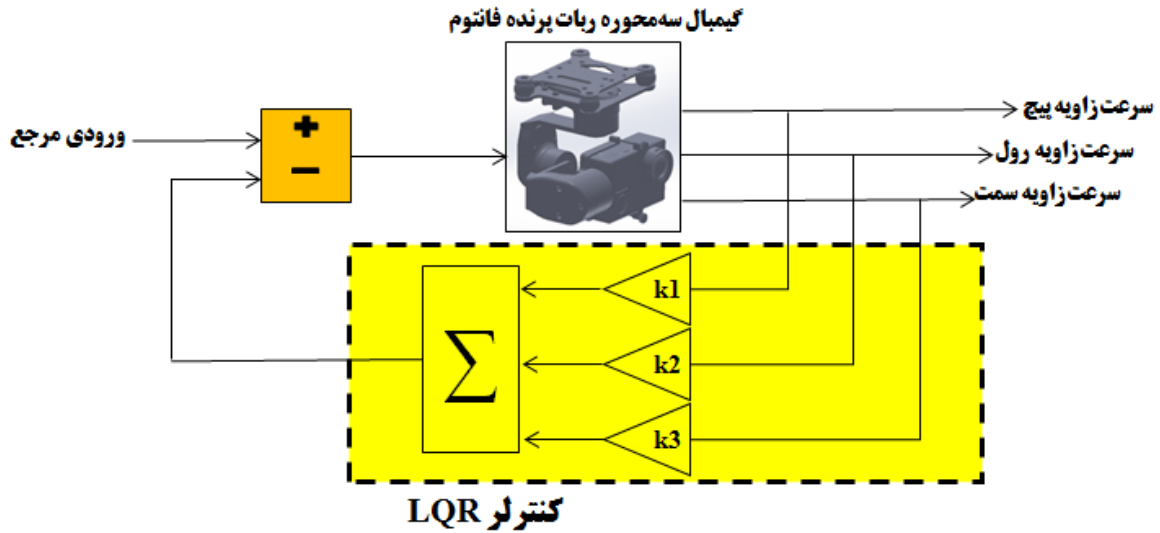 گیمبال سه‌محوره ربات پرنده فانتوم
سرعت زاویه پیچ
ورودی مرجع
+
−
سرعت زاویه رول
سرعت زاویه سمت
k1
∑
k2
k3
کنترلر LQR